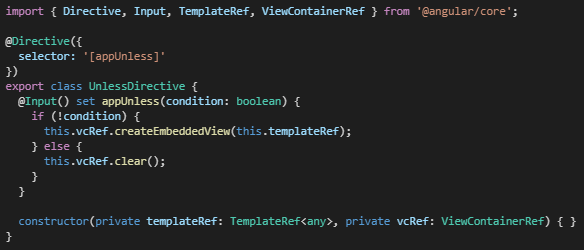 import { Directive, Input, TemplateRef, ViewContainerRef } from '@angular/core';
@Directive({
selector: '[appUnless]'
})
export class UnlessDirective {
@Input() set appUnless(condition: boolean) {
if (!condition) {
this.vcRef.createEmbeddedView(this.templateRef);
} else {
this.vcRef.clear();
}
}
constructor(private templateRef: TemplateRef<any>, private vcRef: ViewContainerRef) { }
}